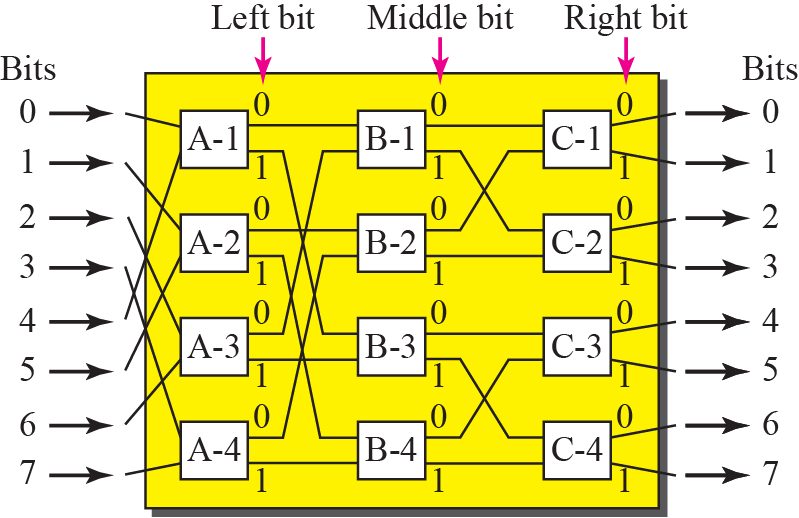 Left bit Middle bit Right bit
Bits Bits
0 0 0 0 0
A-1 B-1 C-1
1 1 1 1 1
2 0 0 0 2
A-2 B-2 C-2
3 1 1 1 3
4 0 0 0 4
A-3 B-3 C-3
5 1 1 1 5
6 0 0 0 6
A-4 B-4 C-4
7 1 1 1 7